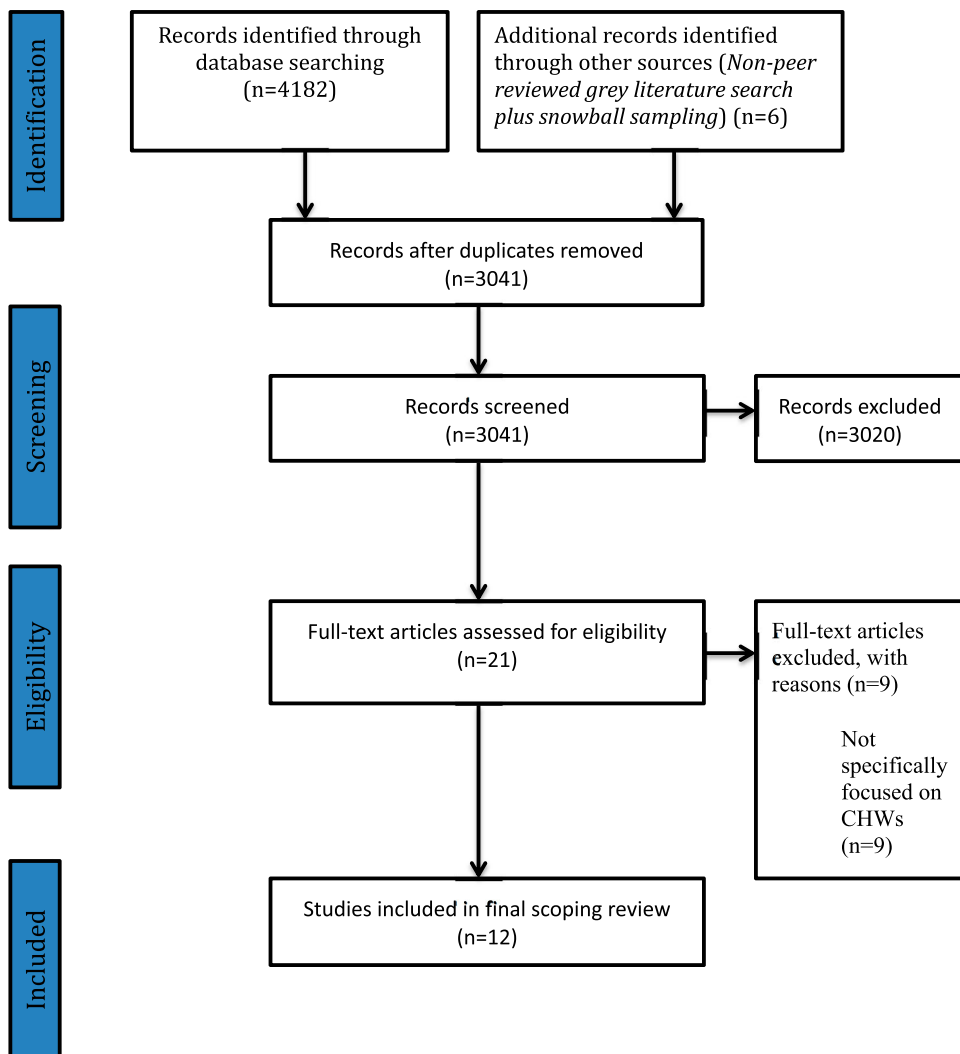 Identification
Records identified through
database searching
(n=4182)
Additional records identified
through other sources (Non-peer
reviewed grey literature search
plus snowball sampling) (n=6)
Records after duplicates removed
(n=3041)
Screening
Records screened
(n=3041)
Records excluded
(n=3020)
Eligibility
Full-text articles assessed for eligibility
(n=21)
Full-text articles
excluded, with
reasons (n=9)
Not
specifically
focused on
CHWs
(n=9)
Included
Studies included in final scoping review
(n=12)